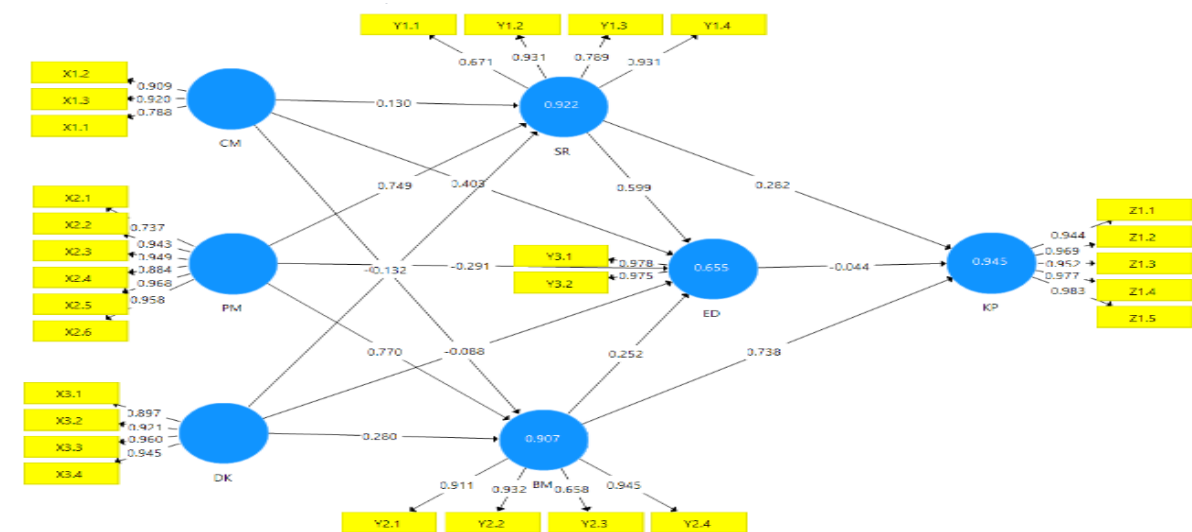 Y1.1 Y1.2 Y1.3 Y1.4
0.671 0.931 0.789 0.931
X1.2
X1.3
X1.1
0.909
0.920
0.788
CM
0.130
0.922
SR
0.749
0.403
0.599
0.282
X2.1
X2.2
X2.3
X2.4
X2.5
X2.6
0.737
0.943
0.949
0.884
0.968
0.958
PM
-0.132
-0.291
Y3.1
Y3.2
0.978
0.975
0.655
ED
-0.044
0.945
KP
0.944
0.969
0.952
0.977
0.983
Z1.1
Z1.2
Z1.3
Z1.4
Z1.5
0.770
-0.088
0.252
0.738
X3.1
X3.2
X3.3
X3.4
0.897
0.921
0.960
0.945
DK
0.280
0.907
BM
0.911 0.932 0.658 0.945
Y2.1 Y2.2 Y2.3 Y2.4